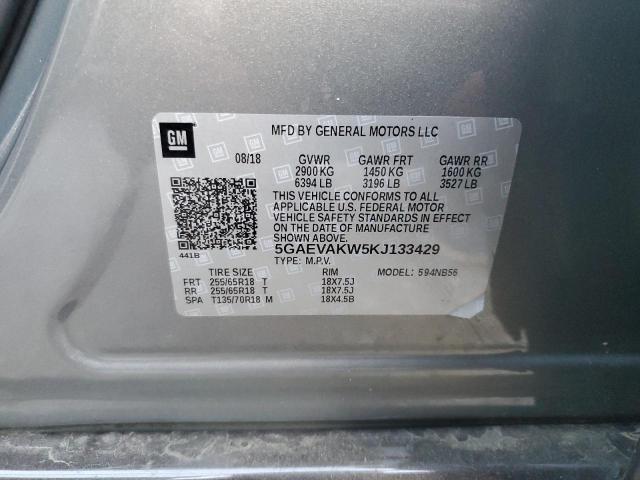 GM
MFD BY GENERAL MOTORS LLC
08/18 GVWR GAWR FRT GAWR RR
2900 KG 1450 KG 1600 KG
6394 LB 3196 LB 3527 LB
THIS VEHICLE CONFORMS TO ALL
APPLICABLE U.S. FEDERAL MOTOR
VEHICLE SAFETY STANDARDS IN EFFECT
ON THE DATE OF MANUFACTURE
SHOWN ABOVE.
441B 5GAEVAKW5KJ133429
TYPE: M.P.V. MODEL: 594NB56
TIRE SIZE RIM
FRT 255/65R18 T 18X7.5J
RR 255/65R18 T 18X7.5J
SPA T135/70R18 M 18X4.5B